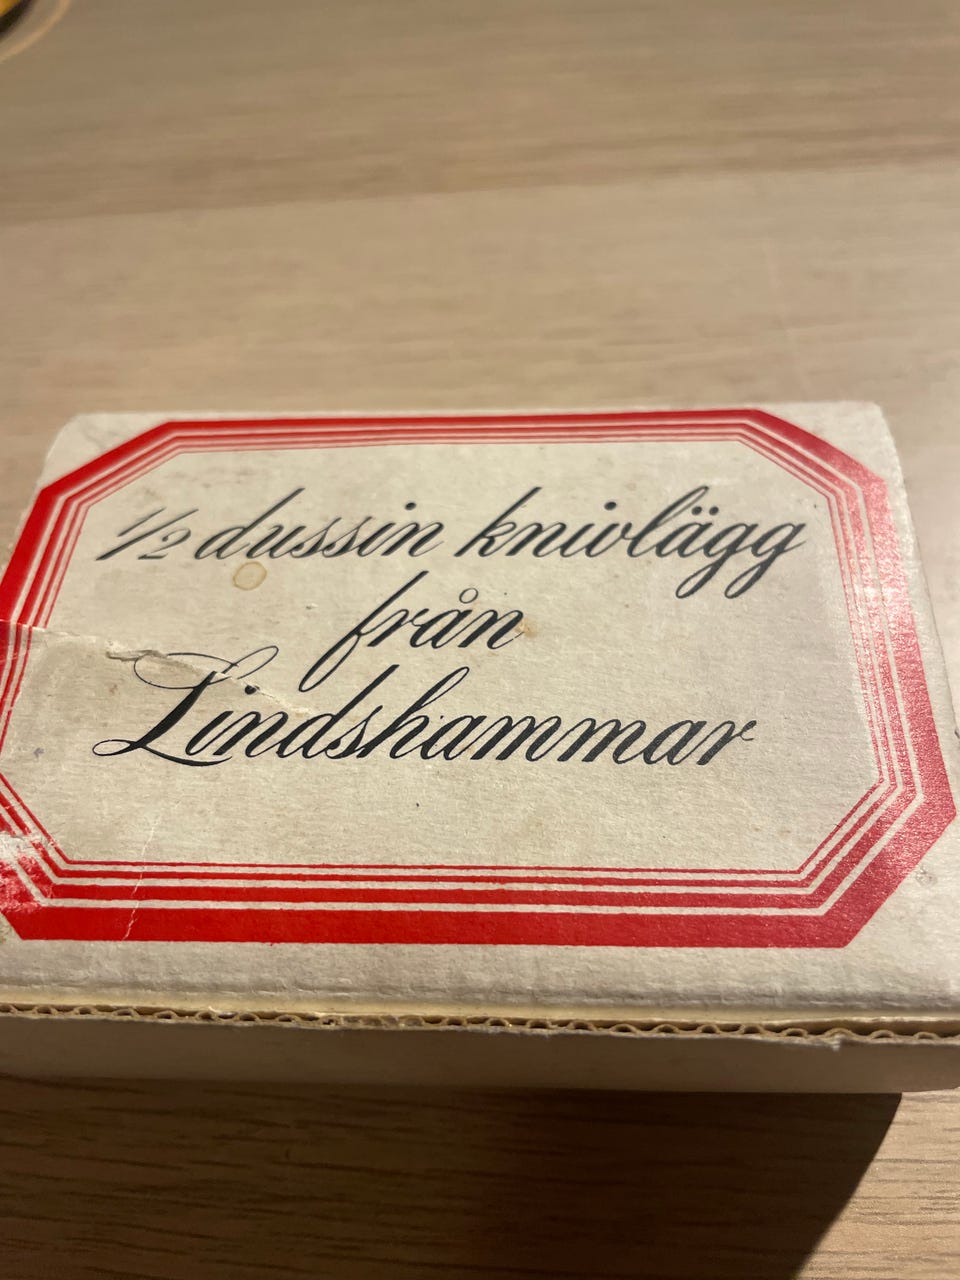 1/2 dussin knivlägg
från
Lindshammar